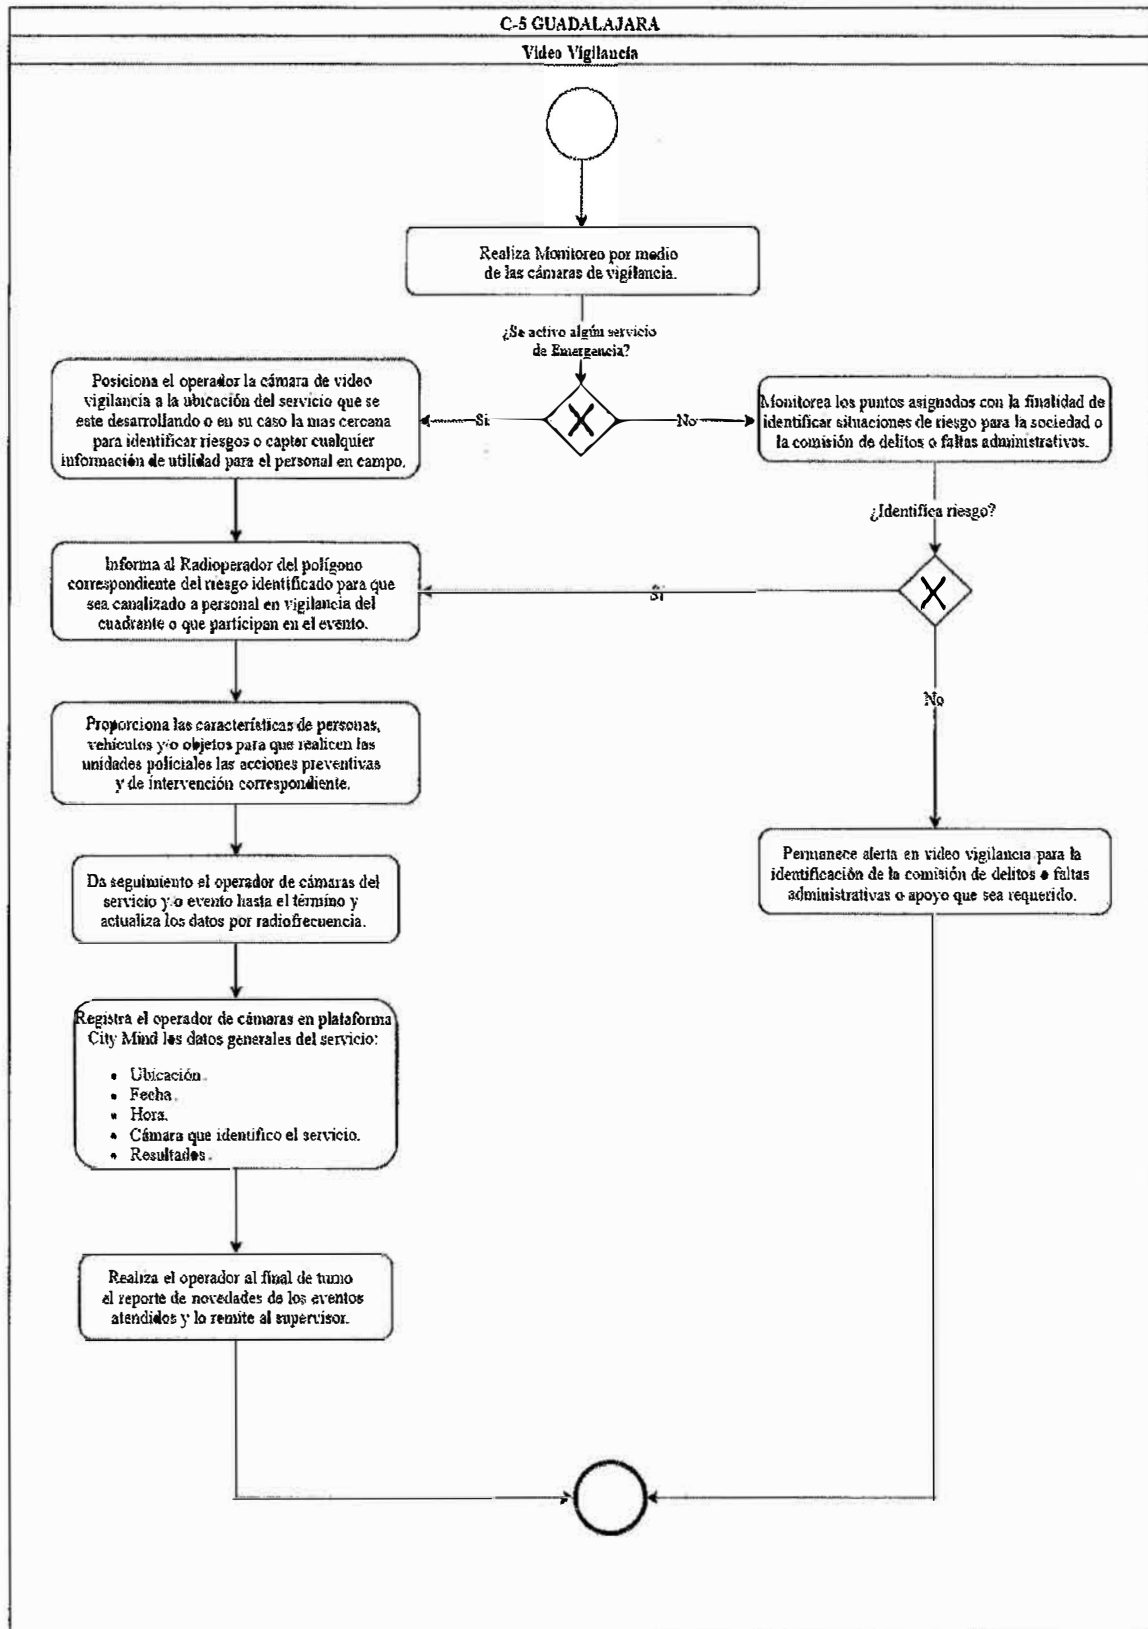 C-5 GUADALAJARA
Video Vigilancia
Realiza Monitoreo por medio
de las cámaras de vigilancia.
¿Se activo algún servicio
de Emergencia?
Si
No
Posiciona el operador la cámara de video
vigilancia a la ubicación del servicio que se
este desarrollando o en su caso la mas cercana
para identificar riesgos o captar cualquier
información de utilidad para el personal en campo.
Monitorea los puntos asignados con la finalidad de
identificar situaciones de riesgo para la sociedad o
la comisión de delitos o faltas administrativas.
¿Identifica riesgo?
Si
No
Informa al Radioperador del polígono
correspondiente del riesgo identificado para que
sea canalizado a personal en vigilancia del
cuadrante o que participan en el evento.
Proporciona las características de personas,
vehículos y/o objetos para que realicen las
unidades policiales las acciones preventivas
y de intervención correspondiente.
Permanece alerta en video vigilancia para la
identificación de la comisión de delitos o faltas
administrativas o apoyo que sea requerido.
Da seguimiento el operador de cámaras del
servicio y/o evento hasta el término y
actualiza los datos por radiofrecuencia.
Registra el operador de cámaras en plataforma
City Mind los datos generales del servicio:
• Ubicación.
• Fecha.
• Hora.
• Cámara que identifico el servicio.
• Resultados.
Realiza el operador al final de turno
el reporte de novedades de los eventos
atendidos y lo remite al supervisor.